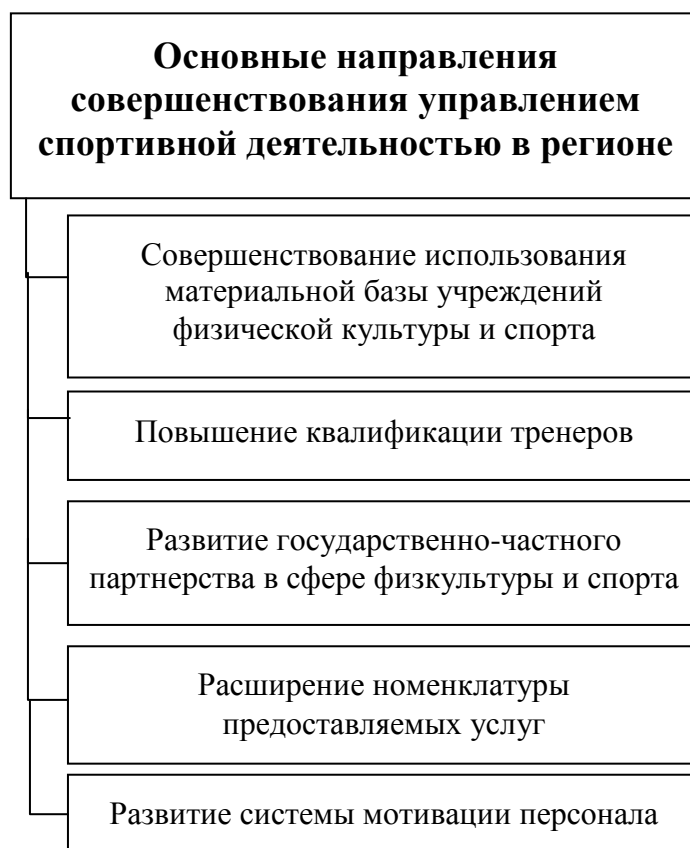 Основные направления
совершенствования управлением
спортивной деятельностью в регионе
Совершенствование использования
материальной базы учреждений
физической культуры и спорта
Повышение квалификации тренеров
Развитие государственно-частного
партнерства в сфере физкультуры и спорта
Расширение номенклатуры
предоставляемых услуг
Развитие системы мотивации персонала